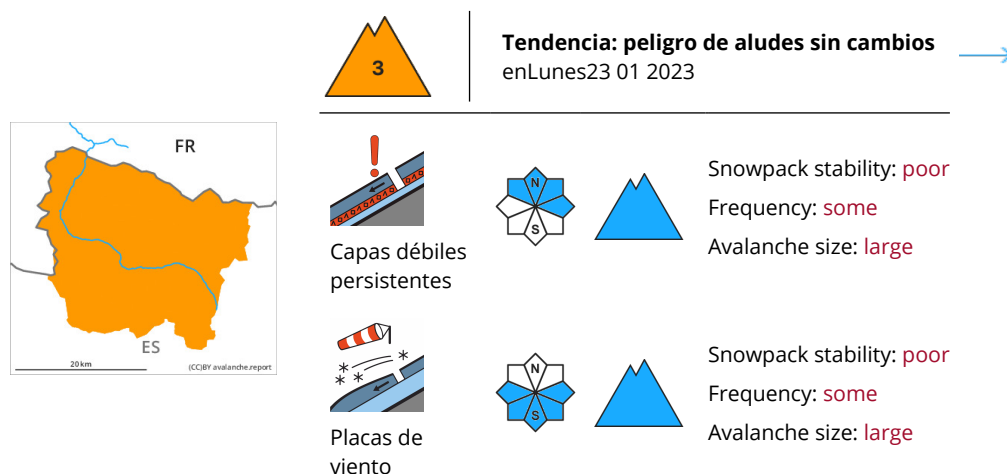 3
Tendencia: peligro de aludes sin cambios
enLunes23 01 2023
FR
ES
20 km
(CC)BY avalanche.report
N
S
Capas débiles
persistentes
Snowpack stability: poor
Frequency: some
Avalanche size: large
N
S
Placas de
viento
Snowpack stability: poor
Frequency: some
Avalanche size: large